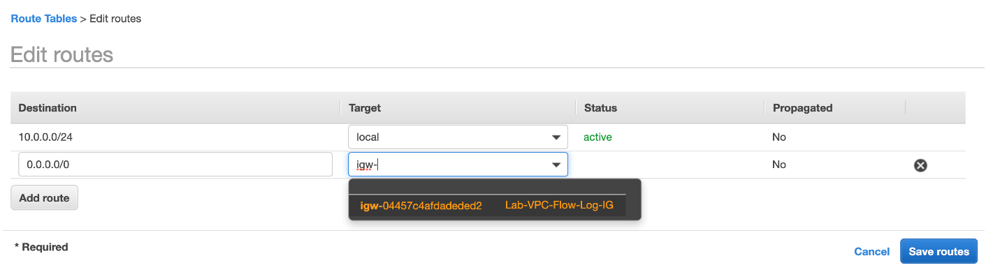 Route Tables > Edit routes
Edit routes
Destination Target Status Propagated
10.0.0.0/24 local active No
0.0.0.0/0 igw- No
igw-04457c4afdadeded2 Lab-VPC-Flow-Log-IG
Add route
* Required
Cancel Save routes